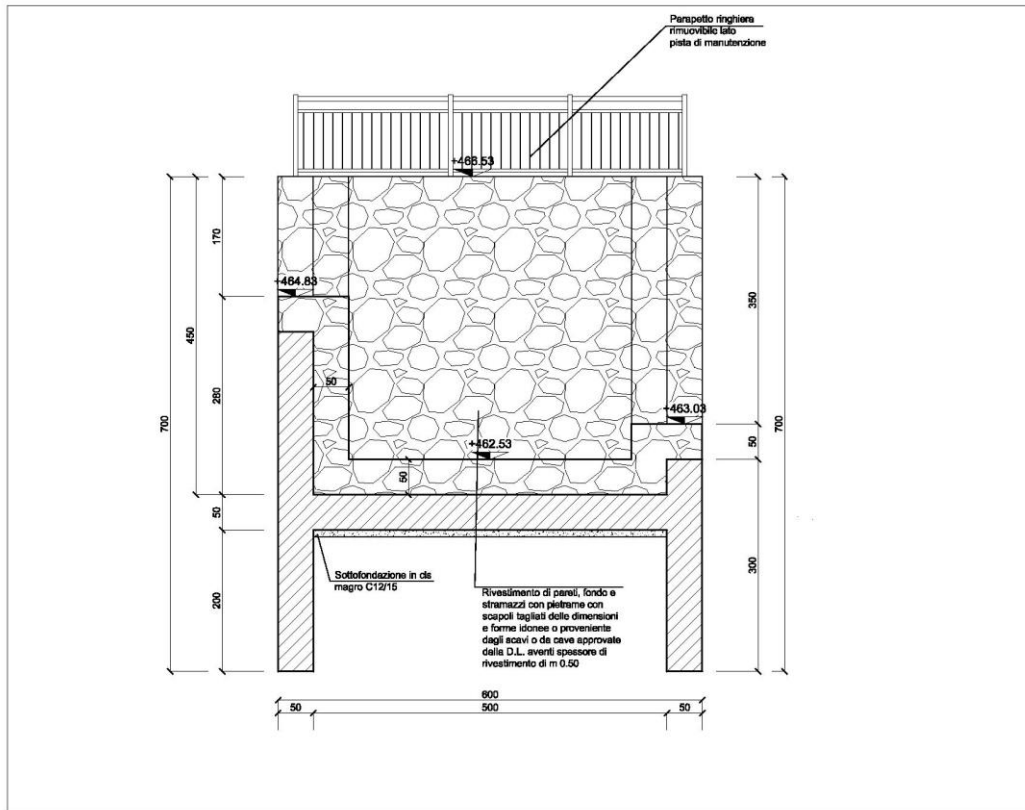 Parapetto ringhiera
rimuovibile lato
pista di manutenzione
+466.53
170
+464.83
350
450
50
280
700
+463.03
700
+462.53
50
50
50
Sottofondazione in cls
magro C12/15
300
200
Rivestimento di pareti, fondo e
stramazzi con pietrame con
scapoli tagliati delle dimensioni
e forme idonee o proveniente
dagli scavi o da cave approvate
dalla D.L. aventi spessore di
rivestimento di m 0.50
600
50
500
50